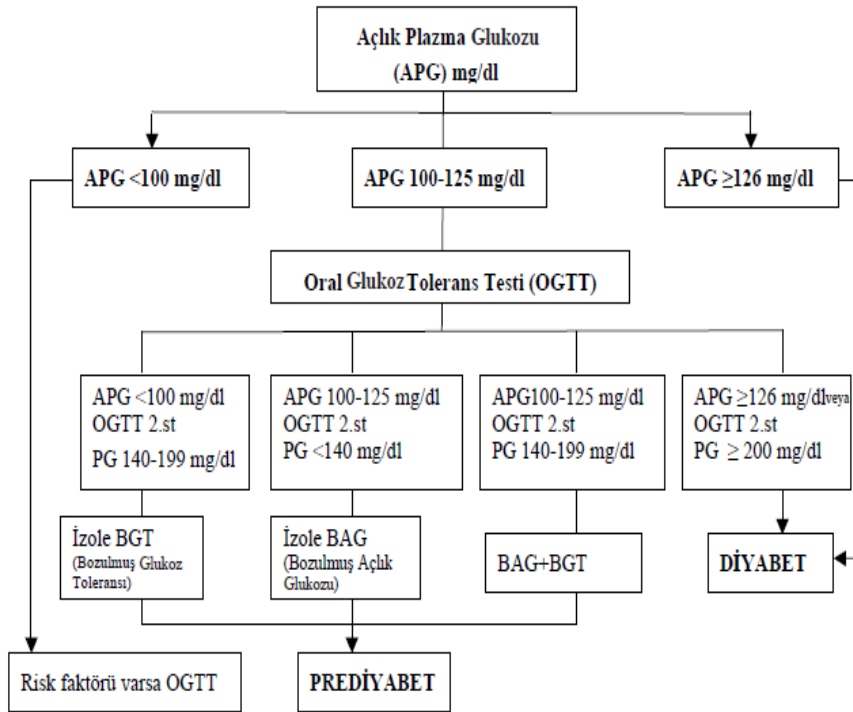 Açlık Plazma Glukozu
(APG) mg/dl
APG <100 mg/dl
APG 100-125 mg/dl
APG ≥126 mg/dl
Oral Glukoz Tolerans Testi (OGTT)
APG <100 mg/dl
OGTT 2.st
PG 140-199 mg/dl
APG 100-125 mg/dl
OGTT 2.st
PG <140 mg/dl
APG100-125 mg/dl
OGTT 2.st
PG 140-199 mg/dl
APG ≥126 mg/dlveya
OGTT 2.st
PG ≥ 200 mg/dl
İzole BGT
(Bozulmuş Glukoz
Toleransı)
İzole BAG
(Bozulmuş Açlık
Glukozu)
BAG+BGT
DİYABET
Risk faktörü varsa OGTT
PREDİYABET